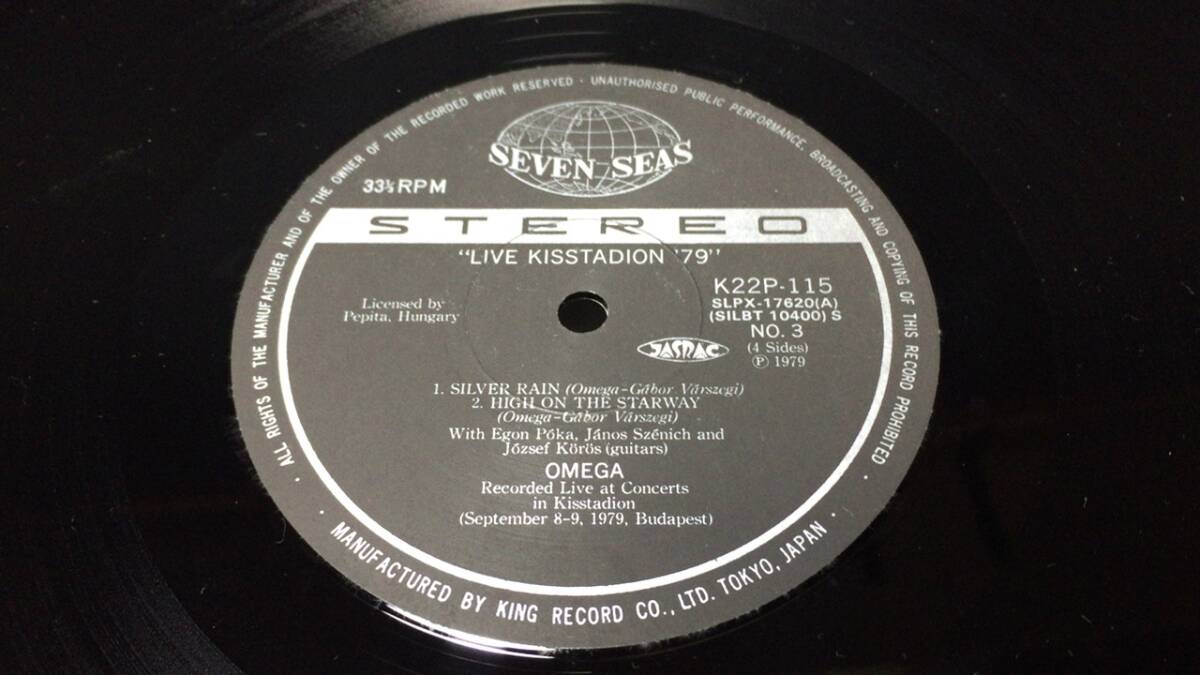 ALL RIGHTS OF THE MANUFACTURER AND OF THE OWNER OF THE RECORDED WORK RESERVED · UNAUTHORISED PUBLIC PERFORMANCE, BROADCASTING AND COPYING OF THIS RECORD PROHIBITED
SEVEN SEAS
33⅓RPM
STEREO
"LIVE KISSTADION '79"
Licensed by
Pepita, Hungary
K22P-115
SLPX-17620(A)
(SILBT 10400) S
NO. 3
(4 Sides)
Ⓟ 1979
JASRAC
1. SILVER RAIN (Omega-Gábor Várszegi)
2. HIGH ON THE STARWAY
(Omega-Gábor Várszegi)
With Egon Póka, János Szénich and
József Körös (guitars)
OMEGA
Recorded Live at Concerts
in Kisstadion
(September 8-9, 1979, Budapest)
· MANUFACTURED BY KING RECORD CO., LTD. TOKYO, JAPAN ·